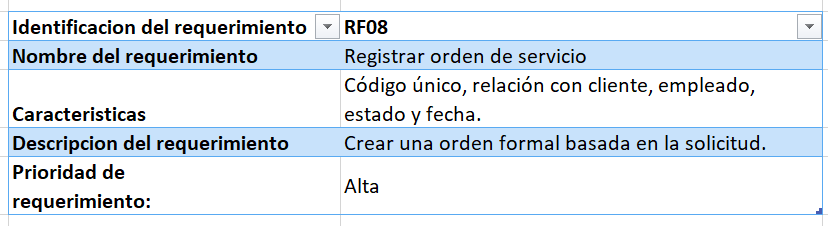 Identificacion del requerimiento RF08
Nombre del requerimiento Registrar orden de servicio
Código único, relación con cliente, empleado,
Caracteristicas estado y fecha.
Descripcion del requerimiento Crear una orden formal basada en la solicitud.
Prioridad de
requerimiento: Alta